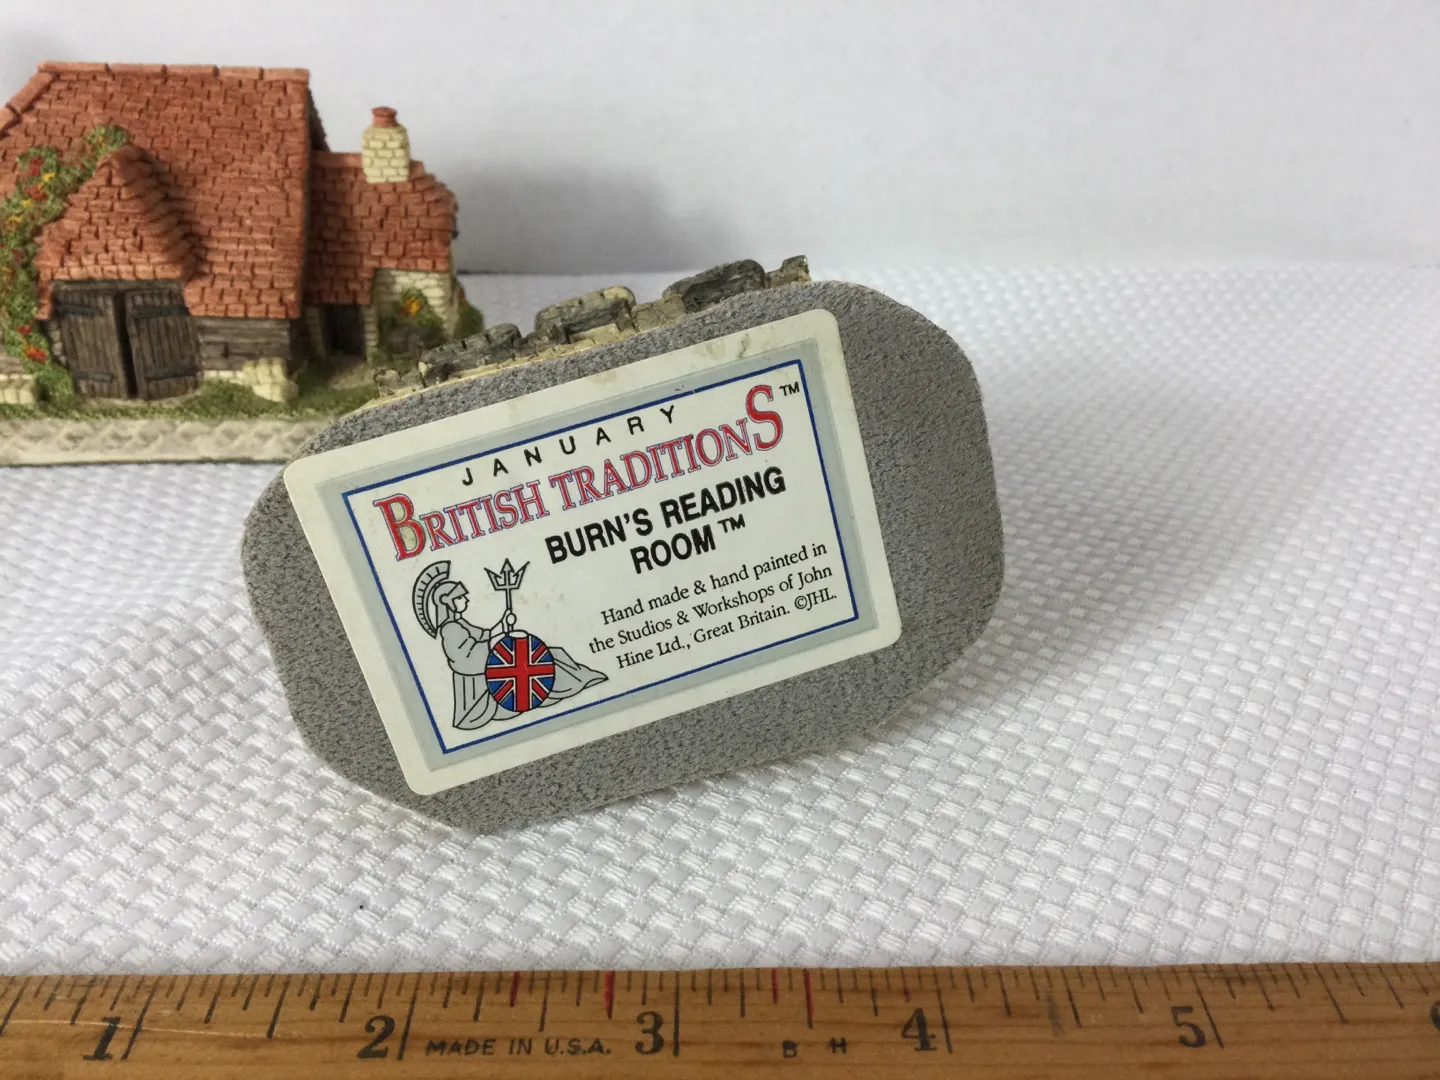 JANUARY
BRITISH TRADITIONS™
BURN'S READING
ROOM™
Hand made & hand painted in
the Studios & Workshops of John
Hine Ltd., Great Britain. ©JHL.
1 2 MADE IN U.S.A. 3 B H 4 5